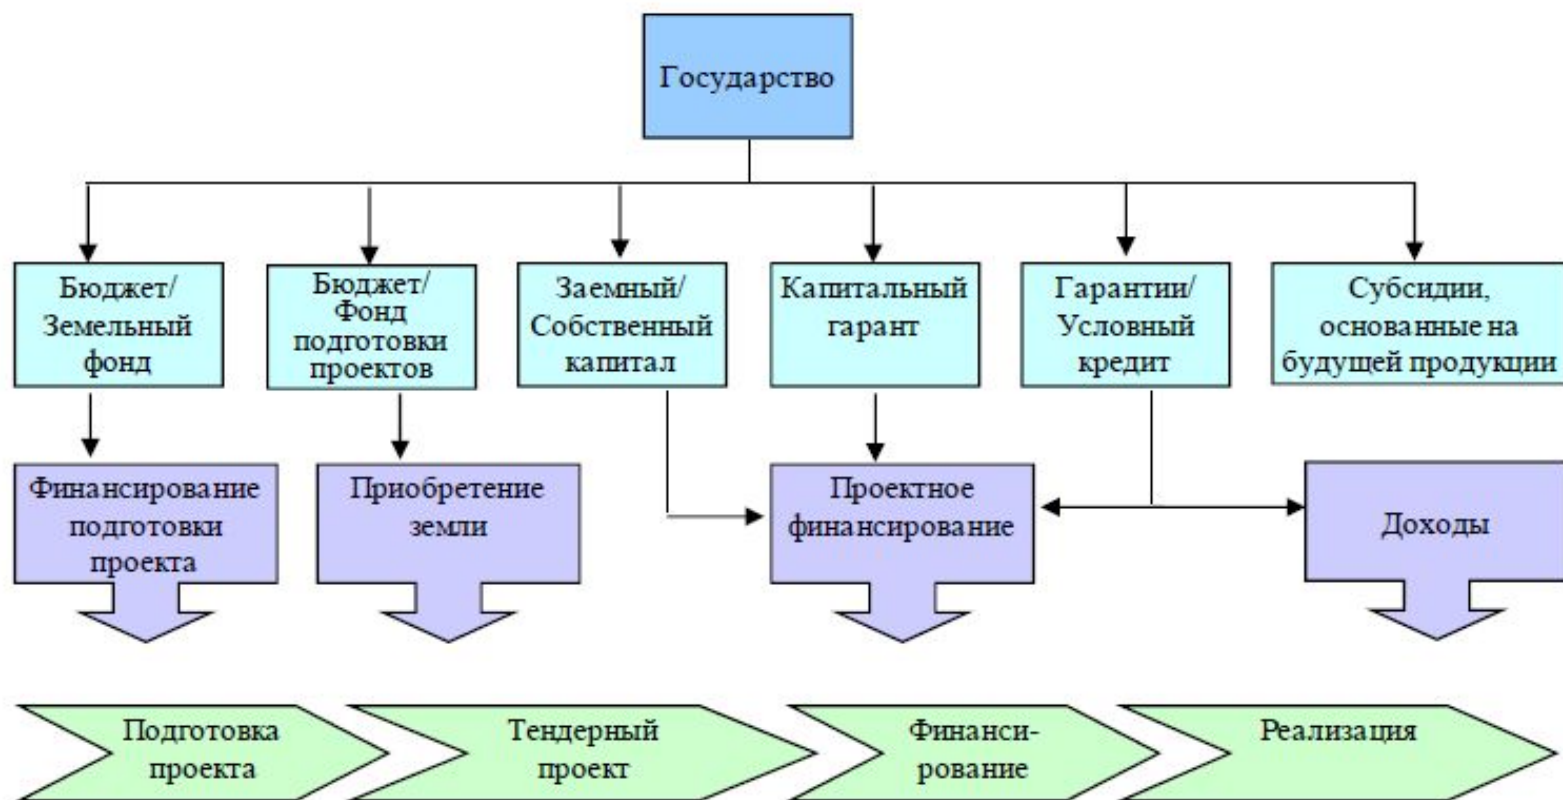 Государство
Бюджет/
Земельный
фонд
Бюджет/
Фонд
подготовки
проектов
Заемный/
Собственный
капитал
Капитальный
гарант
Гарантии/
Условный
кредит
Субсидии,
основанные на
будущей продукции
Финансирование
подготовки
проекта
Приобретение
земли
Проектное
финансирование
Доходы
Подготовка
проекта
Тендерный
проект
Финанси-
рование
Реализация